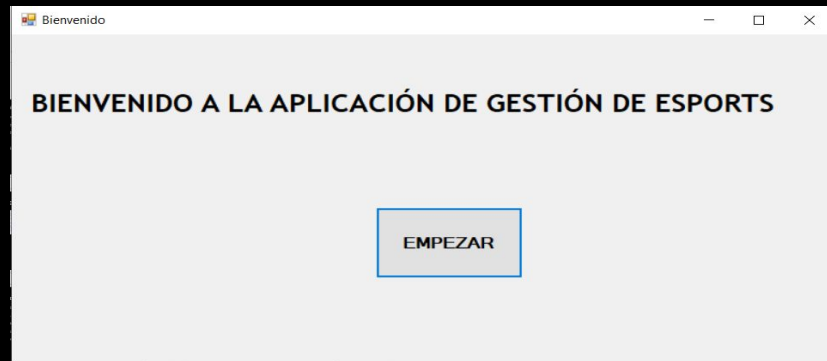 Bienvenido
BIENVENIDO A LA APLICACIÓN DE GESTIÓN DE ESPORTS
EMPEZAR